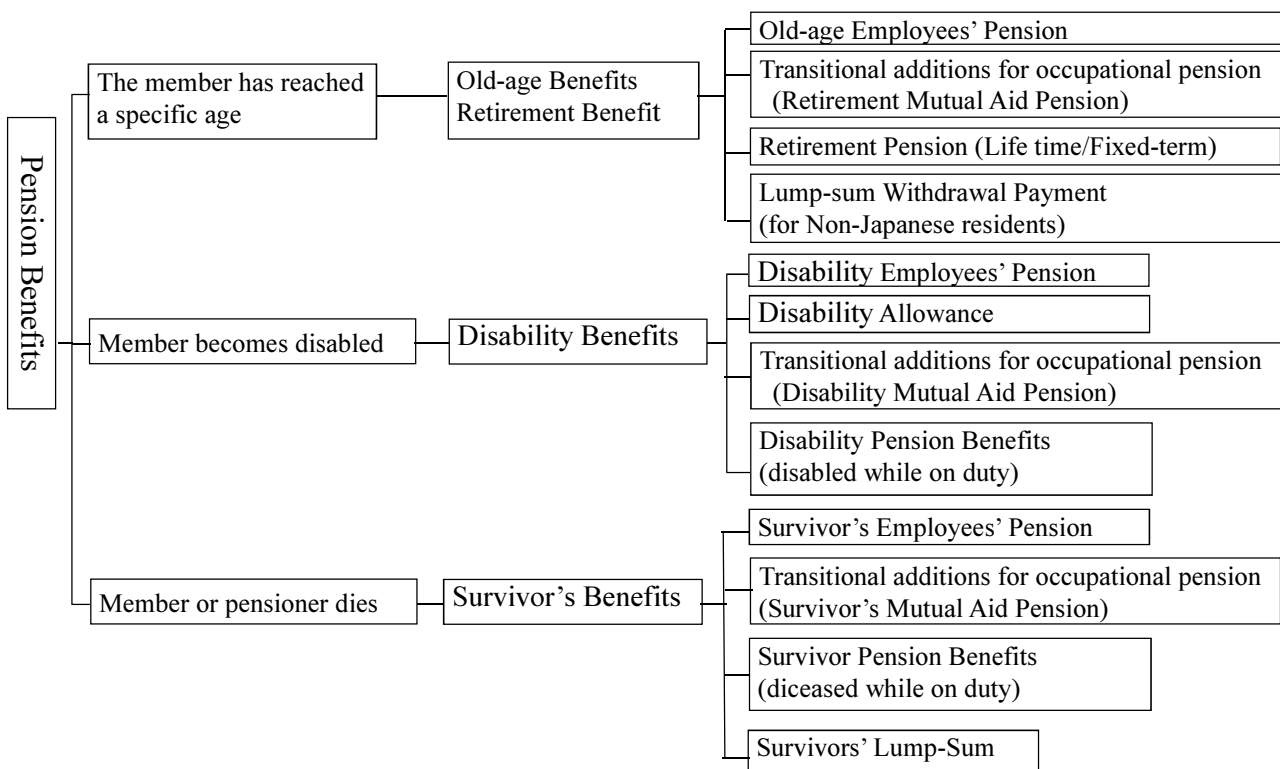 Pension Benefits
The member has reached
a specific age
Old-age Benefits
Retirement Benefit
Old-age Employees’ Pension
Transitional additions for occupational pension
(Retirement Mutual Aid Pension)
Retirement Pension (Life time/Fixed-term)
Lump-sum Withdrawal Payment
(for Non-Japanese residents)
Member becomes disabled
Disability Benefits
Disability Employees’ Pension
Disability Allowance
Transitional additions for occupational pension
(Disability Mutual Aid Pension)
Disability Pension Benefits
(disabled while on duty)
Member or pensioner dies
Survivor’s Benefits
Survivor’s Employees’ Pension
Transitional additions for occupational pension
(Survivor’s Mutual Aid Pension)
Survivor Pension Benefits
(diceased while on duty)
Survivors’ Lump-Sum